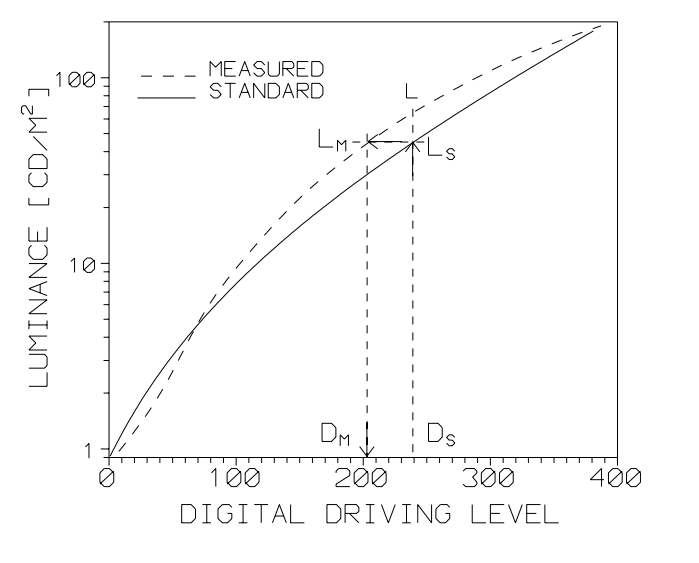 MEASURED
STANDARD
L
100
L_M
L_S
10
1
D_M
D_S
0 100 200 300 400
LUMINANCE [CD/M²]
DIGITAL DRIVING LEVEL